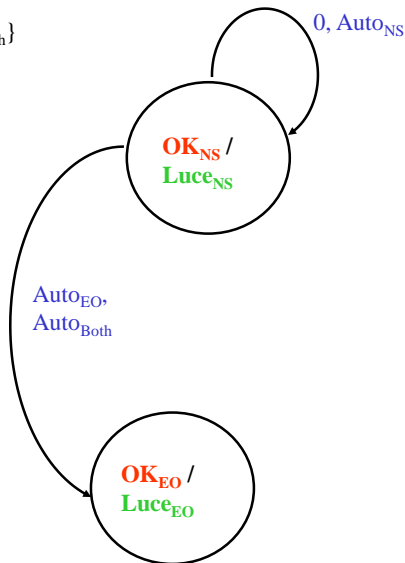 h}
0, Auto_NS
OK_NS /
Luce_NS
Auto_EO,
Auto_Both
OK_EO /
Luce_EO